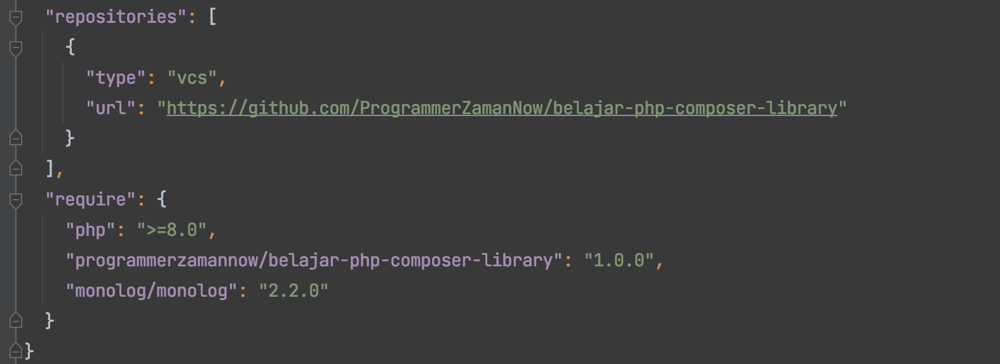 "repositories": [
{
"type": "vcs",
"url": "https://github.com/ProgrammerZamanNow/belajar-php-composer-library"
}
],
"require": {
"php": ">=8.0",
"programmerzamannow/belajar-php-composer-library": "1.0.0",
"monolog/monolog": "2.2.0"
}
}